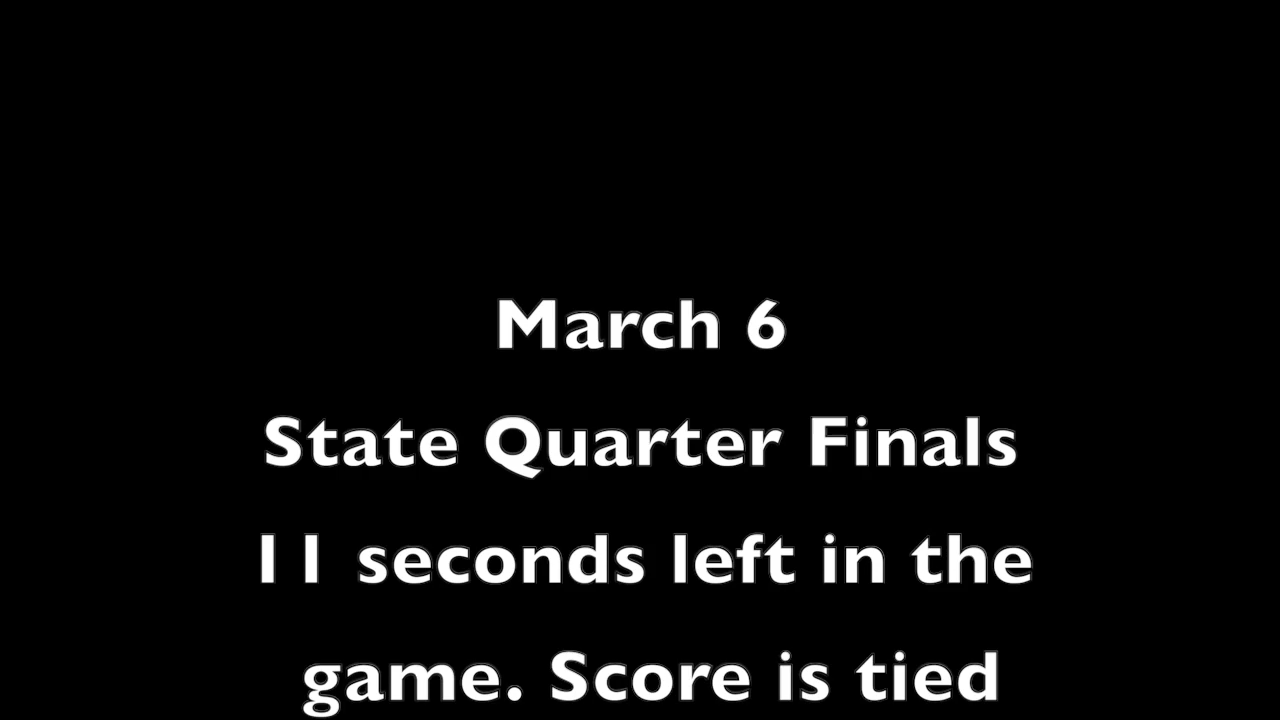 March 6
State Quarter Finals
11 seconds left in the
game. Score is tied